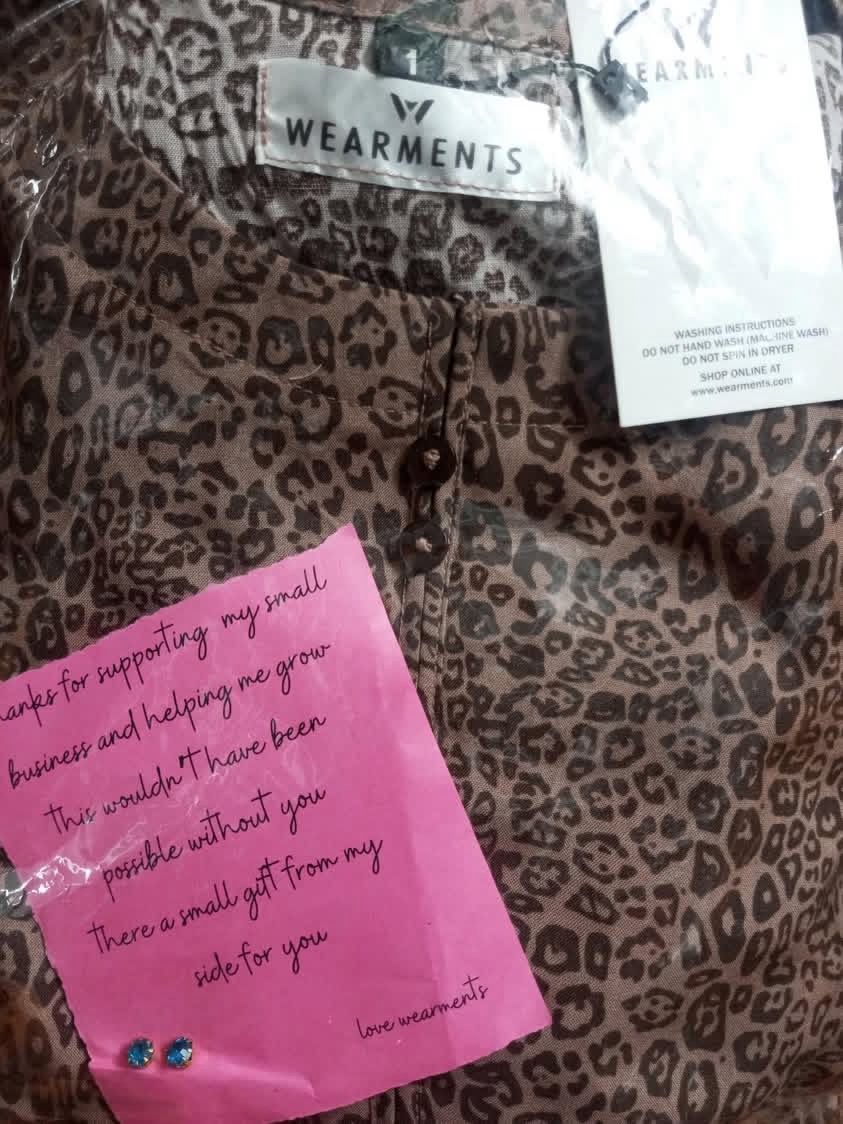 1
WEARMENTS
WEARMENTS
WASHING INSTRUCTIONS
DO NOT HAND WASH (MACHINE WASH)
DO NOT SPIN IN DRYER
SHOP ONLINE AT
www.wearments.com
hanks for supporting my small
business and helping me grow
this wouldn't have been
possible without you
there a small gift from my
side for you
love wearments